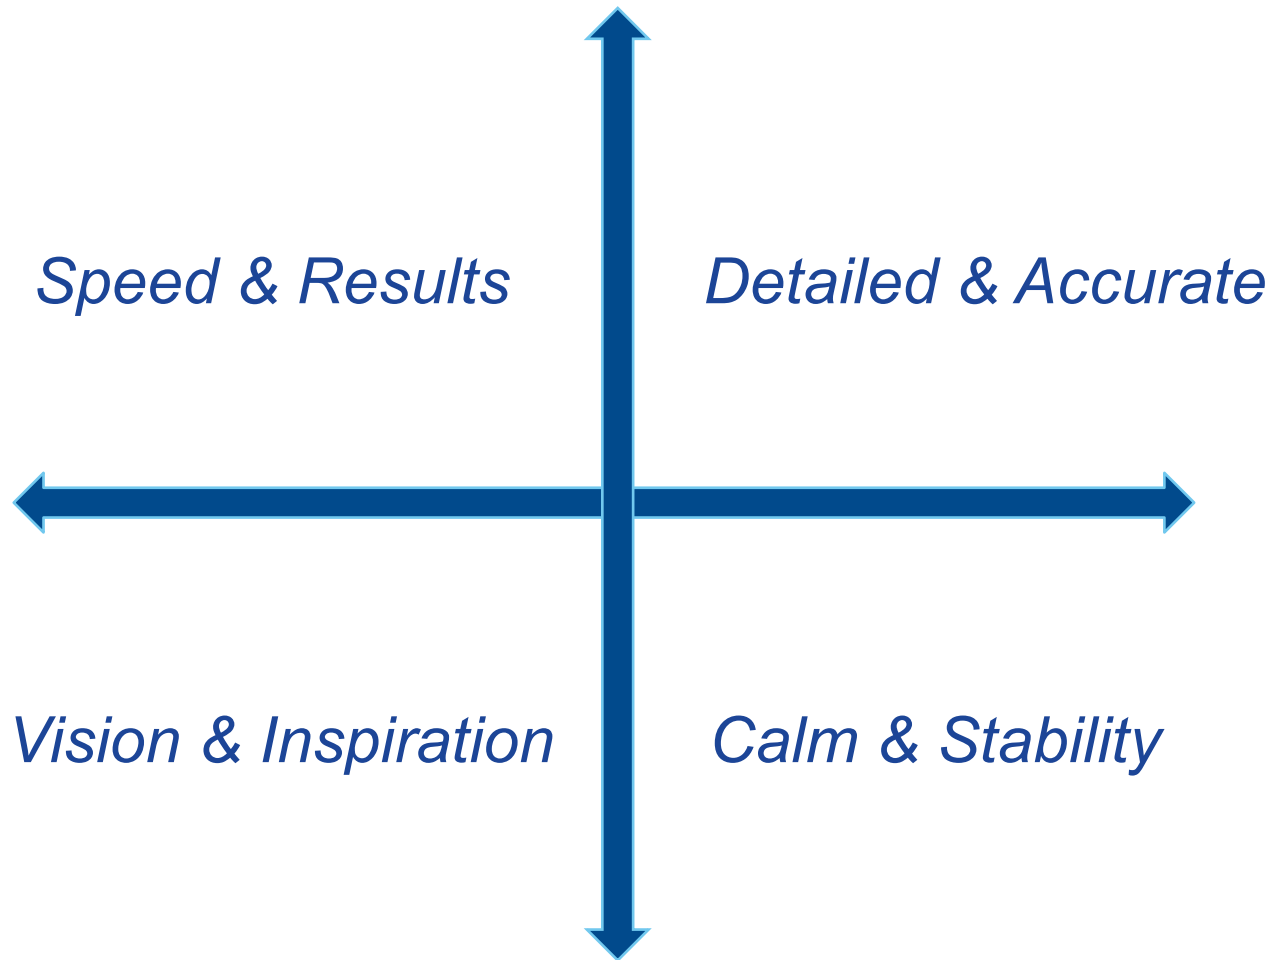 Speed & Results
Detailed & Accurate
Vision & Inspiration
Calm & Stability